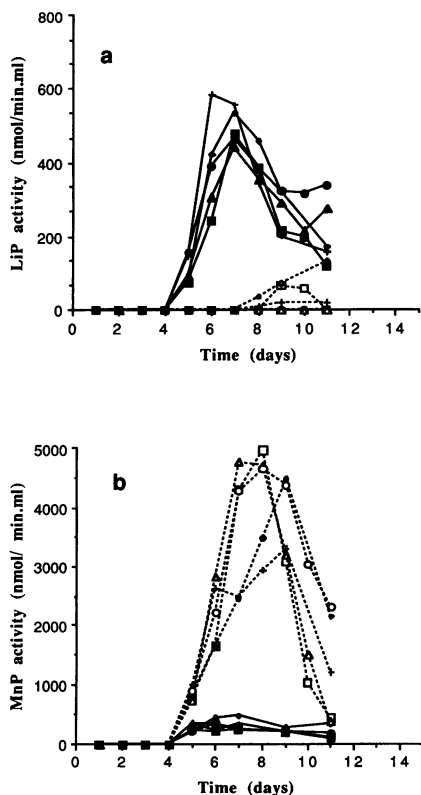 a
LiP activity (nmol/min.ml)
800
600
400
200
0
0 2 4 6 8 10 12 14
Time (days)
b
MnP activity (nmol/ min.ml)
5000
4000
3000
2000
1000
0
0 2 4 6 8 10 12 14
Time (days)